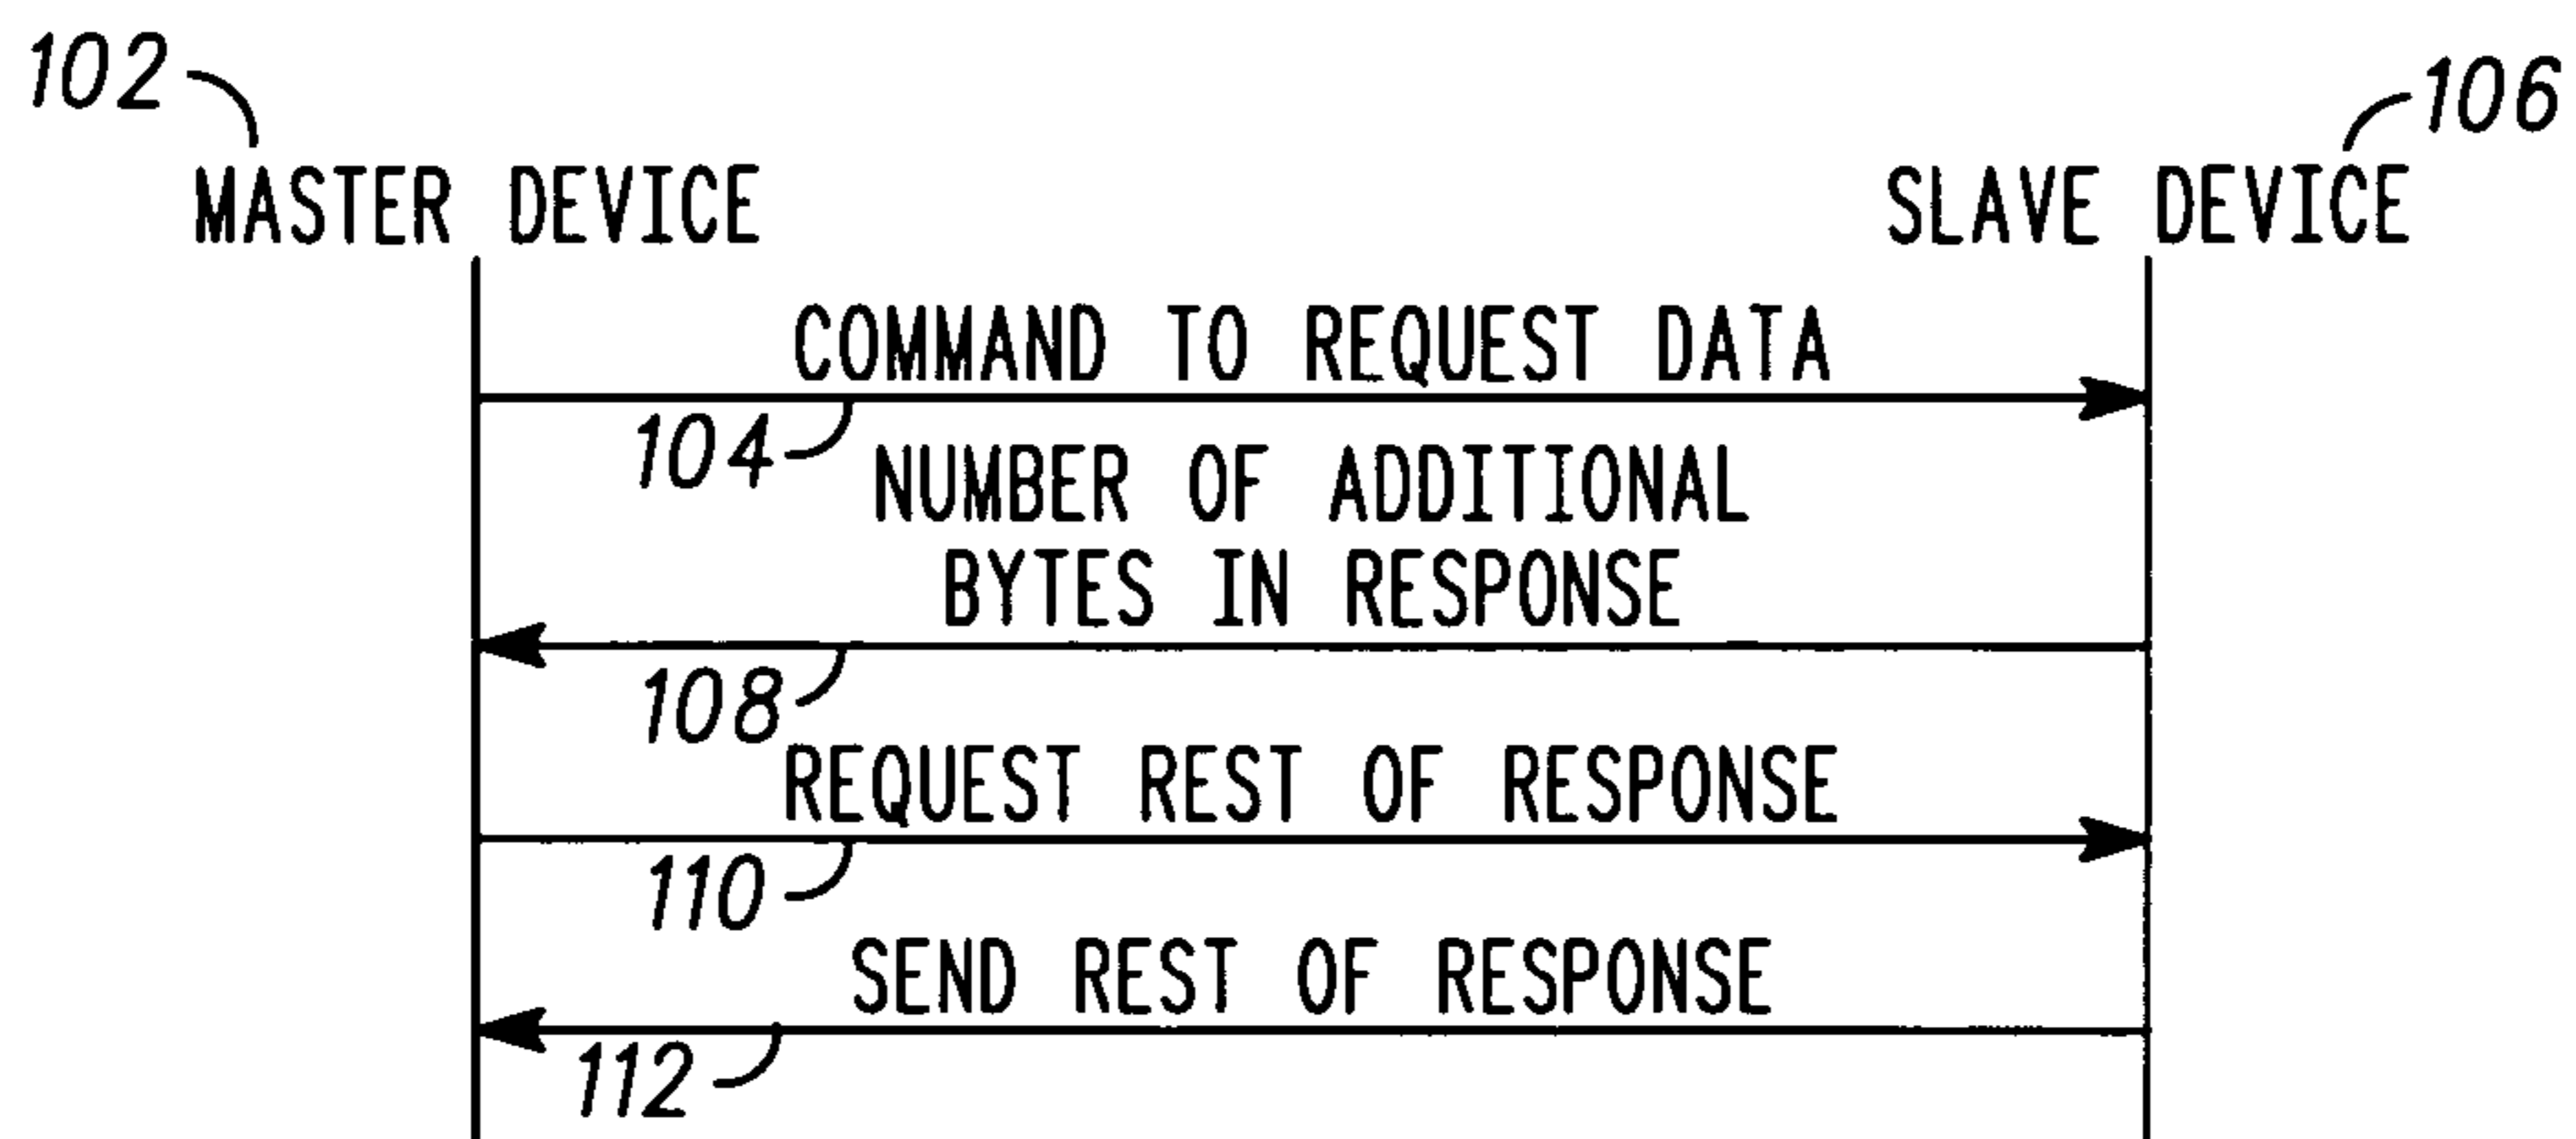 102
106
MASTER DEVICE
SLAVE DEVICE
COMMAND TO REQUEST DATA
104
NUMBER OF ADDITIONAL
BYTES IN RESPONSE
108
REQUEST REST OF RESPONSE
110
SEND REST OF RESPONSE
112